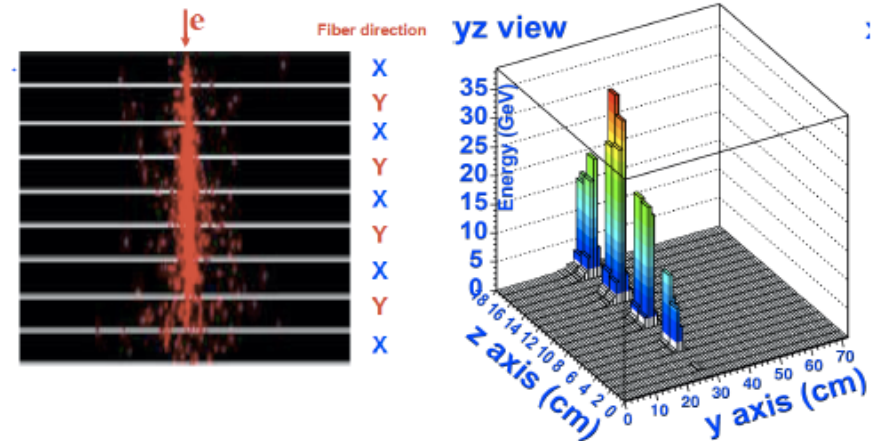 e
Fiber direction
X
Y
X
Y
X
Y
X
Y
X
yz view
Energy (GeV)
35
30
25
20
15
10
5
0
18 16 14 12 10 8 6 4 2 0
z axis (cm)
0 10 20 30 40 50 60 70
y axis (cm)